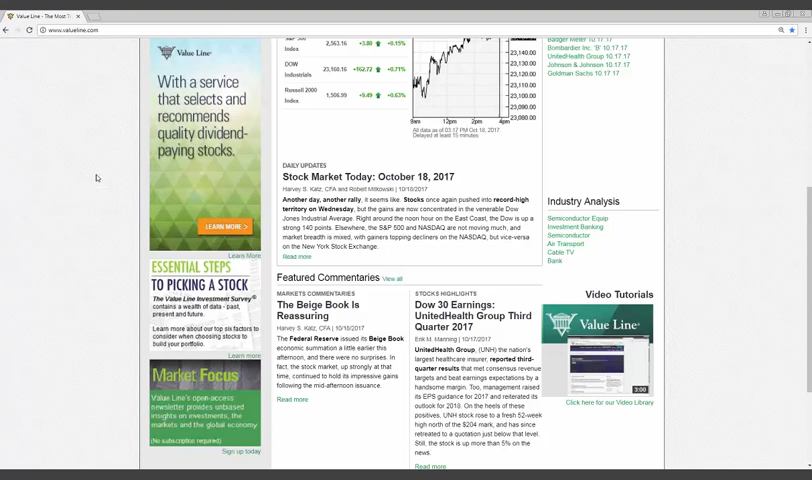 Value Line - The Most T
www.valueline.com
Value Line
With a service
that selects and
recommends
quality dividend-
paying stocks.
LEARN MORE >
Learn More
ESSENTIAL STEPS
TO PICKING A STOCK
The Value Line Investment Survey®
contains a wealth of data - past,
present and future.
Learn more about our top six factors to
consider when choosing stocks to
build your portfolio.
Learn more
Market Focus
Value Line's open-access
newsletter provides unbiased
insights on investments, the
markets and the global economy
(No subscription required)
Sign up today
Index 2,563.16 +3.80 +0.15%
DOW
Industrials 23,160.16 +162.72 +0.71%
Russell 2000
Index 1,506.99 +9.49 +0.63%
23,140.00
23,120.00
23,100.00
23,090.00
23,080.00
9am 12pm 2pm 4pm
All data as of 03:17 PM Oct 18, 2017
Delayed at least 15 minutes
DAILY UPDATES
Stock Market Today: October 18, 2017
Harvey S. Katz, CFA and Robert Mitkowski | 10/18/2017
Another day, another rally, it seems like. Stocks once again pushed into record-high
territory on Wednesday, but the gains are now concentrated in the venerable Dow
Jones Industrial Average. Right around the noon hour on the East Coast, the Dow is up a
strong 140 points. Elsewhere, the S&P 500 and NASDAQ are not moving much, and
market breadth is mixed, with gainers topping decliners on the NASDAQ, but vice-versa
on the New York Stock Exchange.
Read more
Featured Commentaries View all
MARKETS COMMENTARIES
The Beige Book Is
Reassuring
Harvey S. Katz, CFA | 10/18/2017
The Federal Reserve issued its Beige Book
economic summation a little earlier this
afternoon, and there were no surprises. In
fact, the stock market, up strongly at that
time, continued to hold its impressive gains
following the mid-afternoon issuance.
Read more
STOCKS HIGHLIGHTS
Dow 30 Earnings:
UnitedHealth Group Third
Quarter 2017
Erik M. Manning | 10/17/2017
UnitedHealth Group, (UNH) the nation's
largest healthcare insurer, reported third-
quarter results that met consensus revenue
targets and beat earnings expectations by a
handsome margin. Too, management raised
its EPS guidance for 2017 and reiterated its
outlook for 2018. On the heels of these
positives, UNH stock rose to a fresh 52-week
high north of the $204 mark, and has since
retreated to a quotation just below that level.
Still, the stock is up more than 5% on the
news.
Read more
Badger Meter 10.17.17
Bombardier Inc. 'B' 10.17.17
UnitedHealth Group 10.17.17
Johnson & Johnson 10.17.17
Goldman Sachs 10.17.17
Industry Analysis
Semiconductor Equip
Investment Banking
Semiconductor
Air Transport
Cable TV
Bank
Video Tutorials
Value Line
3:00
Click here for our Video Library